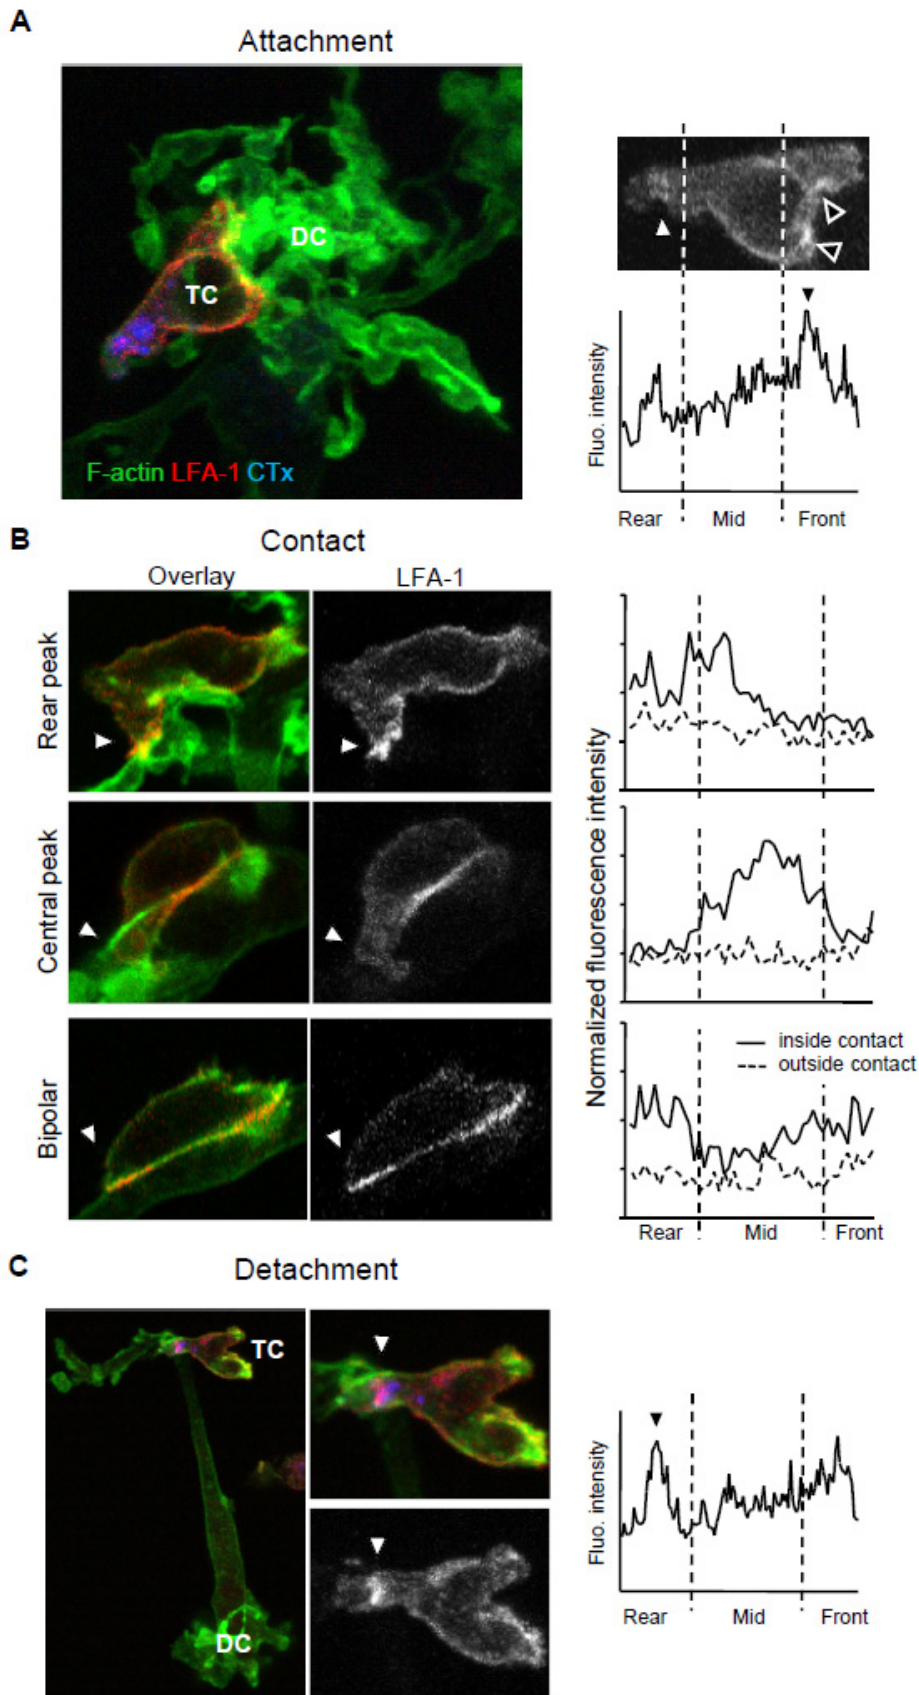 A
Attachment
DC
TC
F-actin LFA-1 CTx
Fluo. intensity
Rear Mid Front
B
Contact
Overlay LFA-1
Rear peak
Central peak
Bipolar
Normalized fluorescence intensity
inside contact
outside contact
Rear Mid Front
C
Detachment
TC
DC
Fluo. intensity
Rear Mid Front